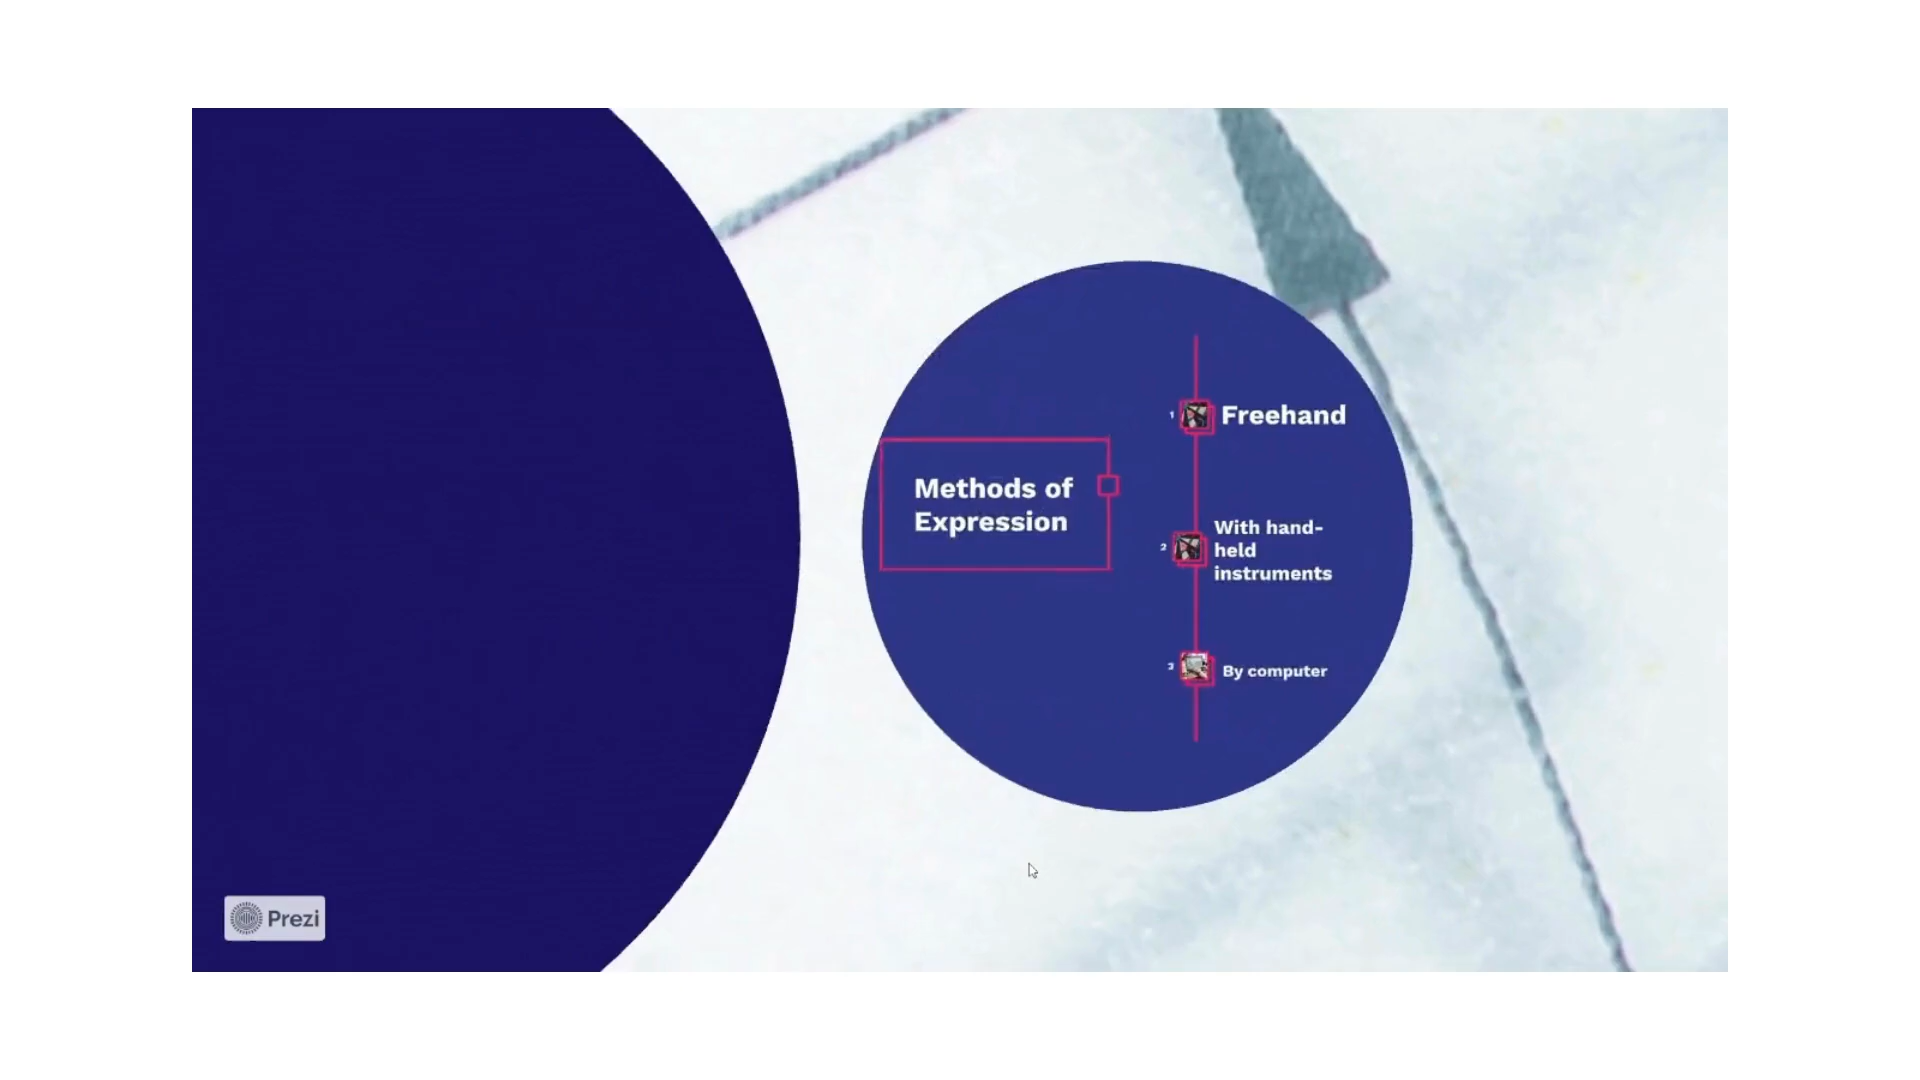 Methods of
Expression
1
Freehand
2
With hand-
held
instruments
3
By computer
Prezi